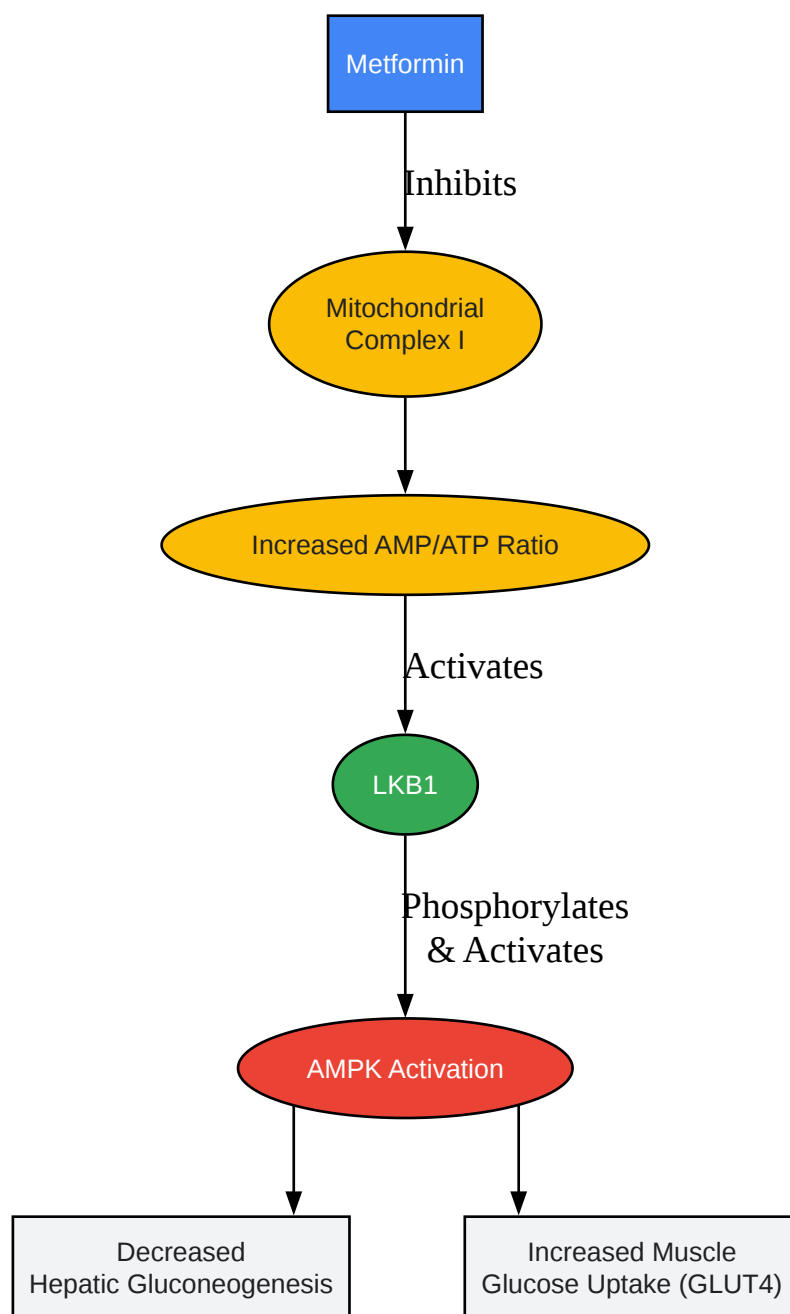 Metformin
Inhibits
Mitochondrial
Complex I
Increased AMP/ATP Ratio
Activates
LKB1
Phosphorylates
& Activates
AMPK Activation
Decreased
Hepatic Gluconeogenesis
Increased Muscle
Glucose Uptake (GLUT4)